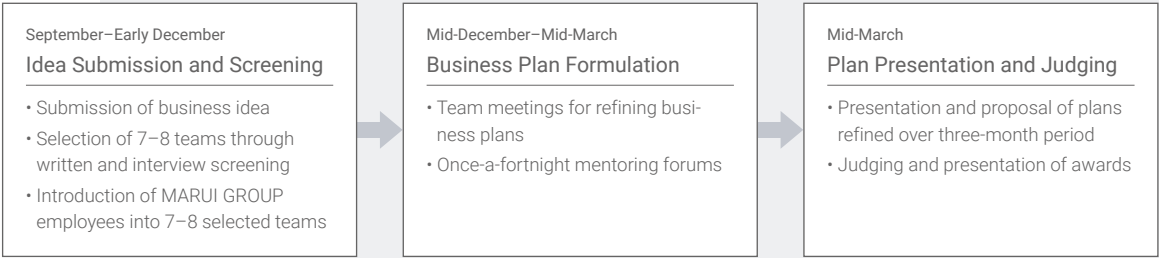 September–Early December
Idea Submission and Screening
• Submission of business idea
• Selection of 7–8 teams through
written and interview screening
• Introduction of MARUI GROUP
employees into 7–8 selected teams
Mid-December–Mid-March
Business Plan Formulation
• Team meetings for refining busi-
ness plans
• Once-a-fortnight mentoring forums
Mid-March
Plan Presentation and Judging
• Presentation and proposal of plans
refined over three-month period
• Judging and presentation of awards